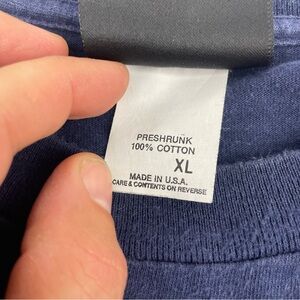 PRESHRUNK
100% COTTON
XL
MADE IN U.S.A.
CARE & CONTENTS ON REVERSE